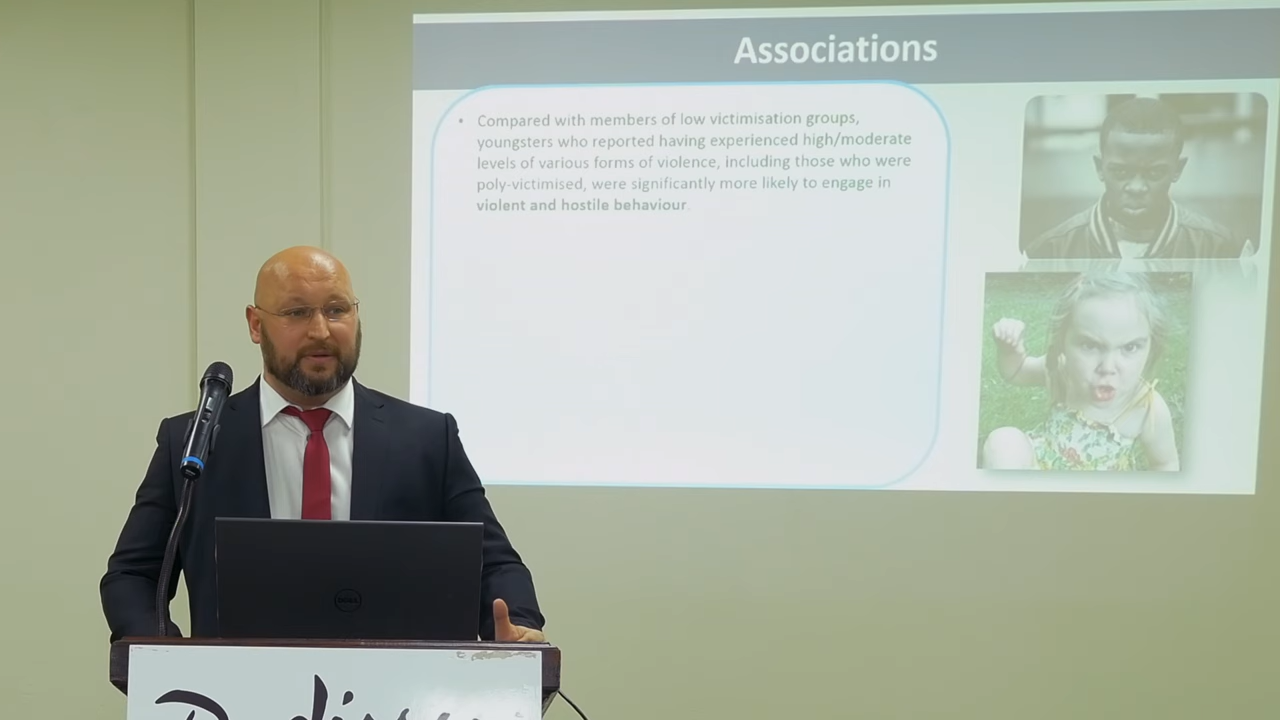 Associations
• Compared with members of low victimisation groups,
youngsters who reported having experienced high/moderate
levels of various forms of violence, including those who were
poly-victimised, were significantly more likely to engage in
violent and hostile behaviour.
DELL